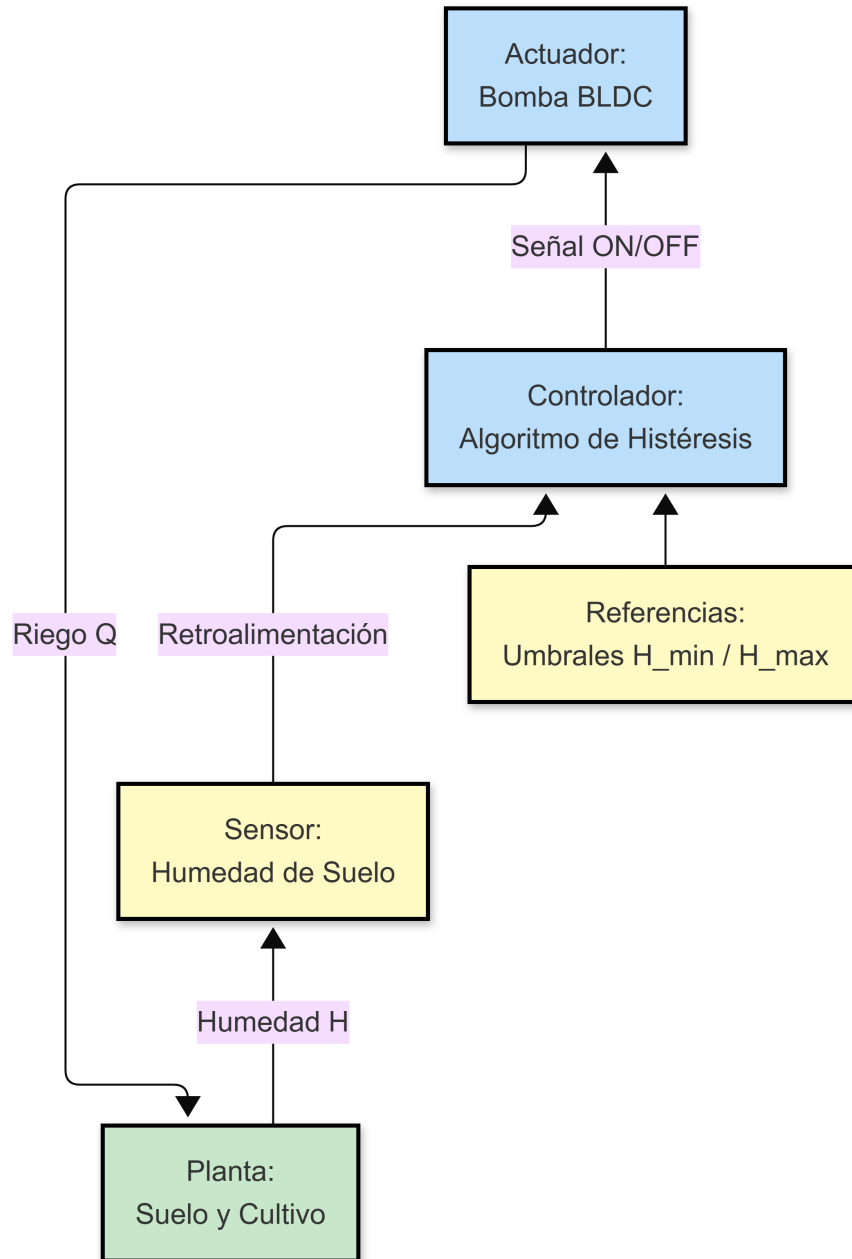 Actuador:
Bomba BLDC
Señal ON/OFF
Controlador:
Algoritmo de Histéresis
Riego Q
Retroalimentación
Referencias:
Umbrales H_min / H_max
Sensor:
Humedad de Suelo
Humedad H
Planta:
Suelo y Cultivo